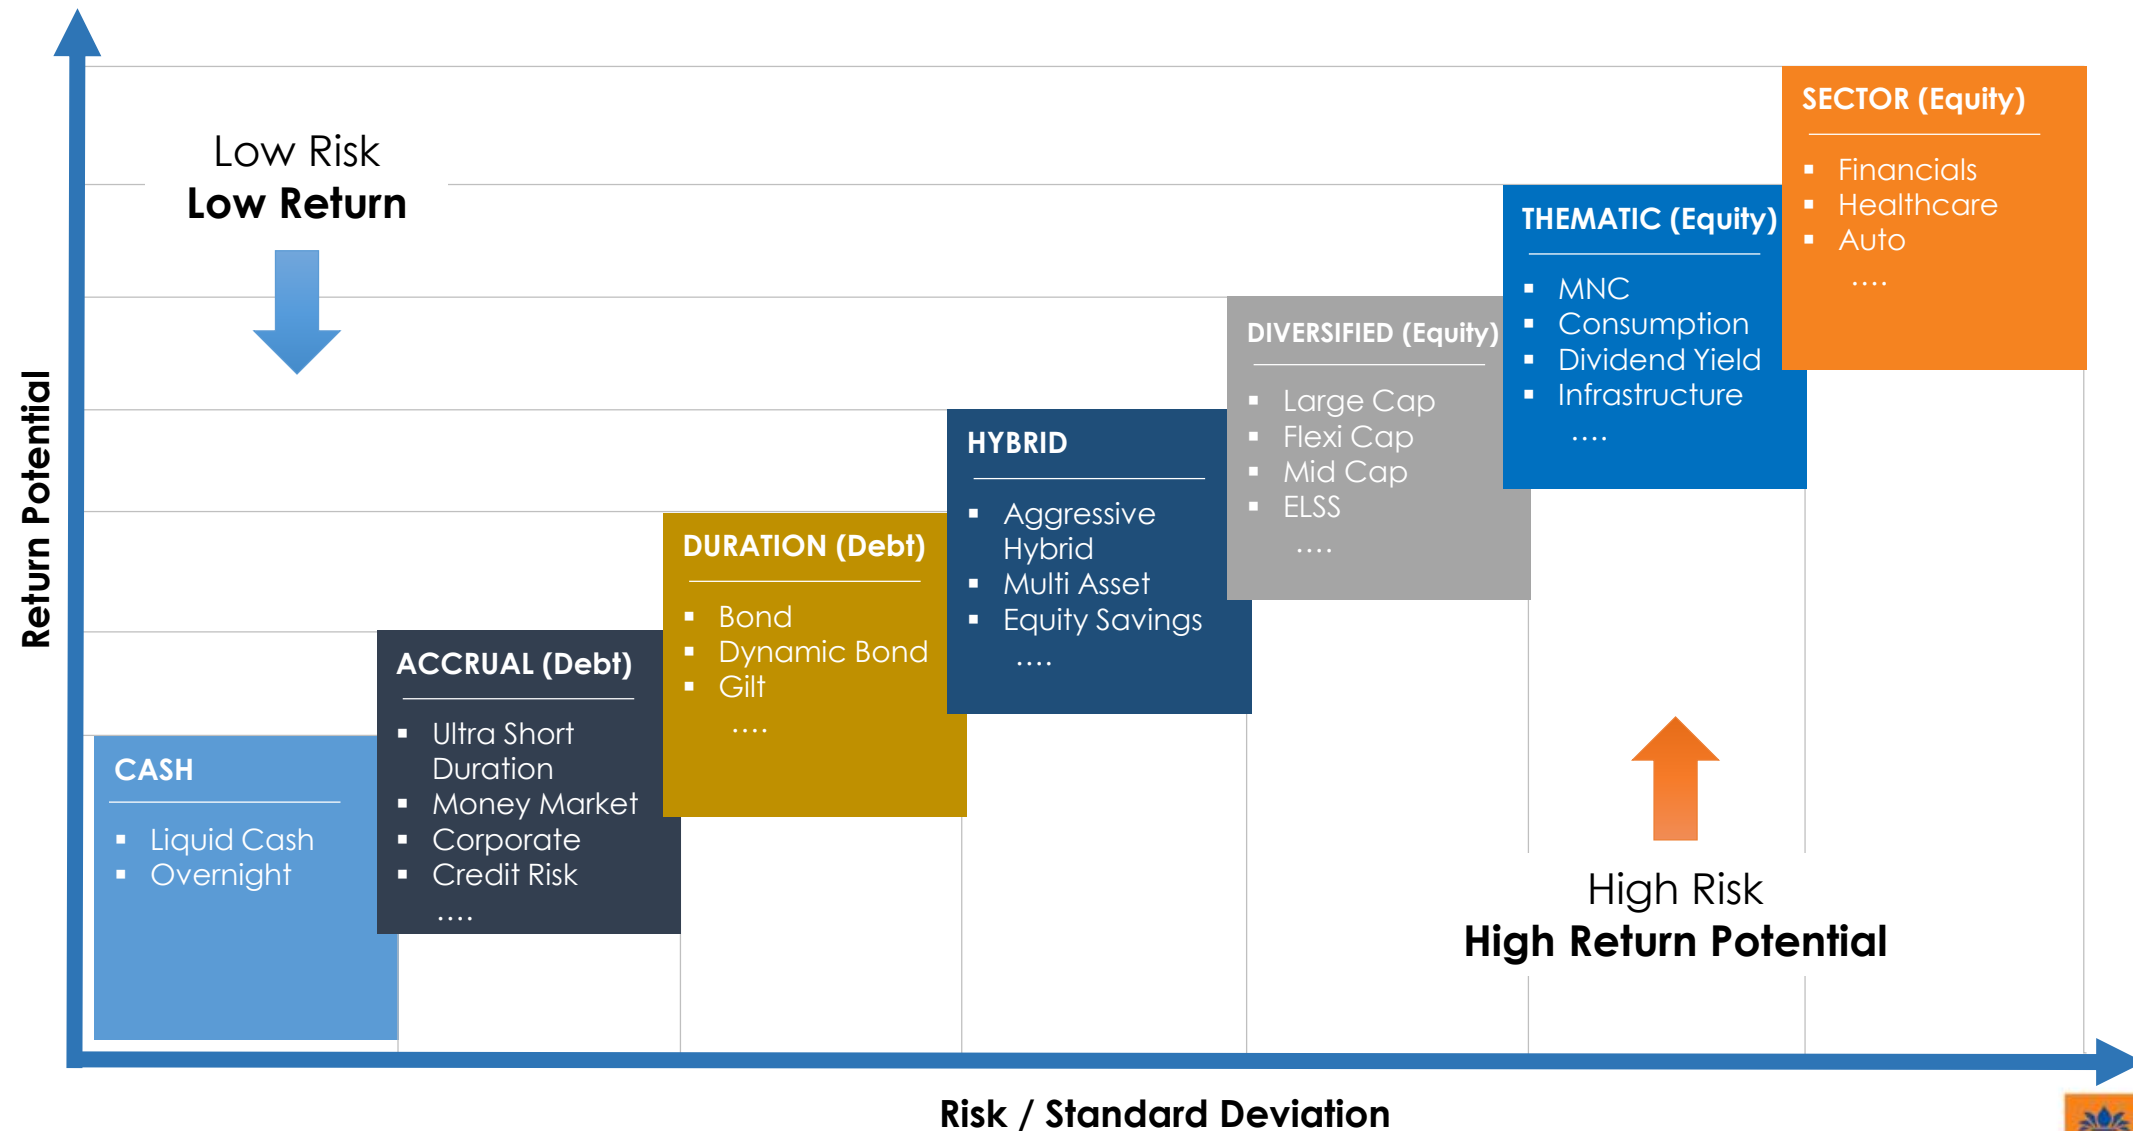 Low Risk
Low Return
Return Potential
CASH
▪ Liquid Cash
▪ Overnight
ACCRUAL (Debt)
▪ Ultra Short
Duration
▪ Money Market
▪ Corporate
▪ Credit Risk
....
DURATION (Debt)
▪ Bond
▪ Dynamic Bond
▪ Gilt
....
HYBRID
▪ Aggressive
Hybrid
▪ Multi Asset
▪ Equity Savings
....
DIVERSIFIED (Equity)
▪ Large Cap
▪ Flexi Cap
▪ Mid Cap
▪ ELSS
....
THEMATIC (Equity)
▪ MNC
▪ Consumption
▪ Dividend Yield
▪ Infrastructure
....
SECTOR (Equity)
▪ Financials
▪ Healthcare
▪ Auto
....
High Risk
High Return Potential
Risk / Standard Deviation